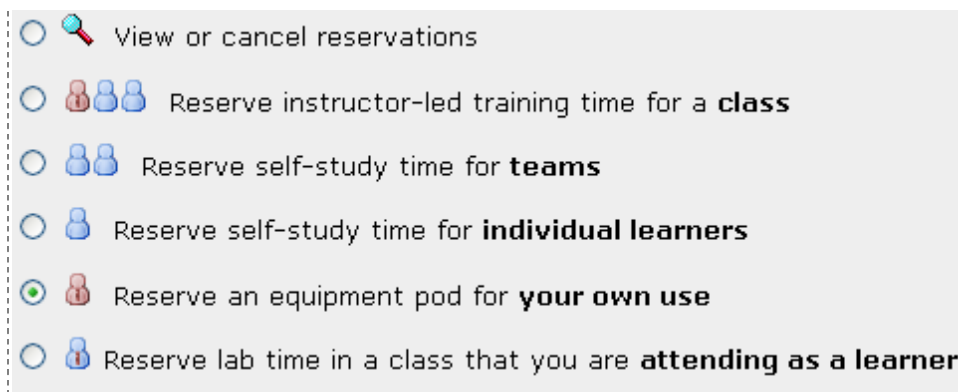 View or cancel reservations
Reserve instructor-led training time for a class
Reserve self-study time for teams
Reserve self-study time for individual learners
Reserve an equipment pod for your own use
Reserve lab time in a class that you are attending as a learner